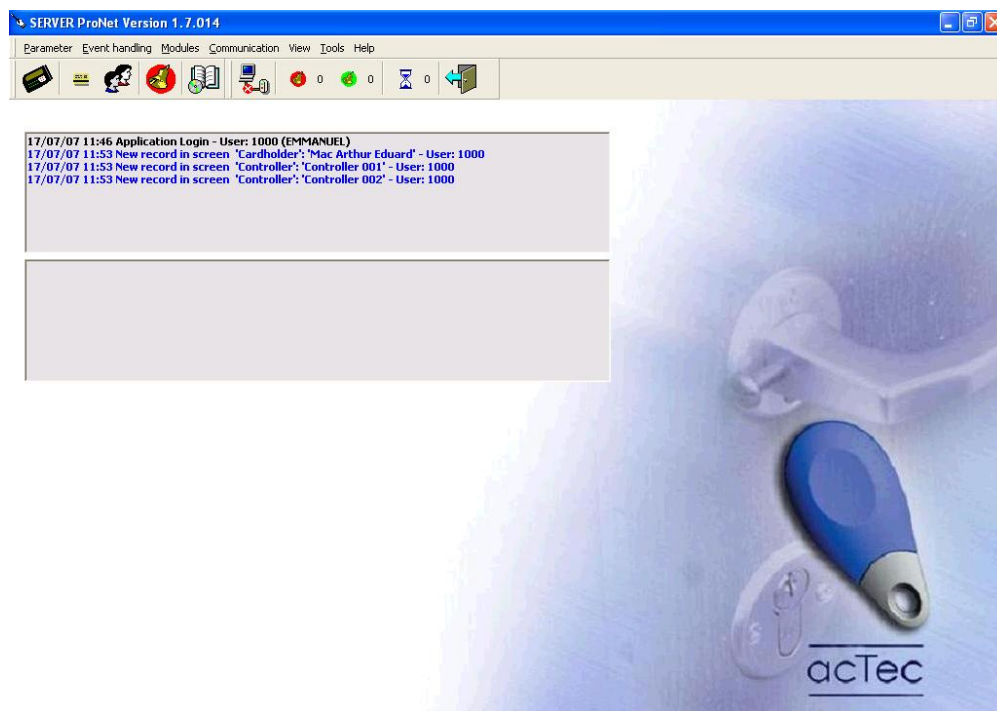 SERVER ProNet Version 1.7.014
Parameter Event handling Modules Communication View Tools Help
0 0 0
17/07/07 11:46 Application Login - User: 1000 (EMMANUEL)
17/07/07 11:53 New record in screen 'Cardholder': 'Mac Arthur Eduard' - User: 1000
17/07/07 11:53 New record in screen 'Controller': 'Controller 001' - User: 1000
17/07/07 11:53 New record in screen 'Controller': 'Controller 002' - User: 1000
acTec